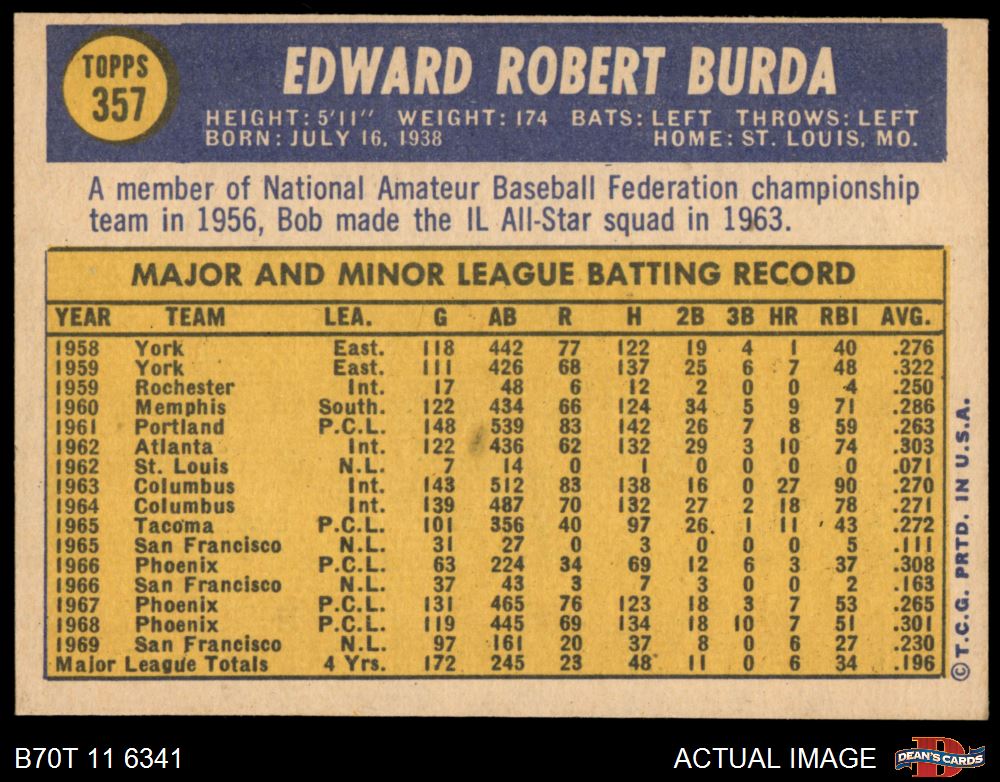 TOPPS
357
EDWARD ROBERT BURDA
HEIGHT: 5'11" WEIGHT: 174 BATS: LEFT THROWS: LEFT
BORN: JULY 16, 1938 HOME: ST. LOUIS, MO.
A member of National Amateur Baseball Federation championship
team in 1956, Bob made the IL All-Star squad in 1963.
MAJOR AND MINOR LEAGUE BATTING RECORD
YEAR TEAM LEA. G AB R H 2B 3B HR RBI AVG.
1958 York East. 118 442 77 122 19 4 1 40 .276
1959 York East. 111 426 68 137 25 6 7 48 .322
1959 Rochester Int. 17 48 6 12 2 0 0 4 .250
1960 Memphis South. 122 434 66 124 34 5 9 71 .286
1961 Portland P.C.L. 148 539 83 142 26 7 8 59 .263
1962 Atlanta Int. 122 436 62 132 29 3 10 74 .303
1962 St. Louis N.L. 7 14 0 1 0 0 0 0 .071
1963 Columbus Int. 143 512 83 138 16 0 27 90 .270
1964 Columbus Int. 139 487 70 132 27 2 18 78 .271
1965 Tacoma P.C.L. 101 356 40 97 26 1 11 43 .272
1965 San Francisco N.L. 31 27 0 3 0 0 0 5 .111
1966 Phoenix P.C.L. 63 224 34 69 12 6 3 37 .308
1966 San Francisco N.L. 37 43 3 7 3 0 0 2 .163
1967 Phoenix P.C.L. 131 465 76 123 18 3 7 53 .265
1968 Phoenix P.C.L. 119 445 69 134 18 10 7 51 .301
1969 San Francisco N.L. 97 161 20 37 8 0 6 27 .230
Major League Totals 4 Yrs. 172 245 23 48 11 0 6 34 .196
©T.C.G. PRTD. IN U.S.A.
B70T 11 6341
ACTUAL IMAGE
D
DEAN'S CARDS